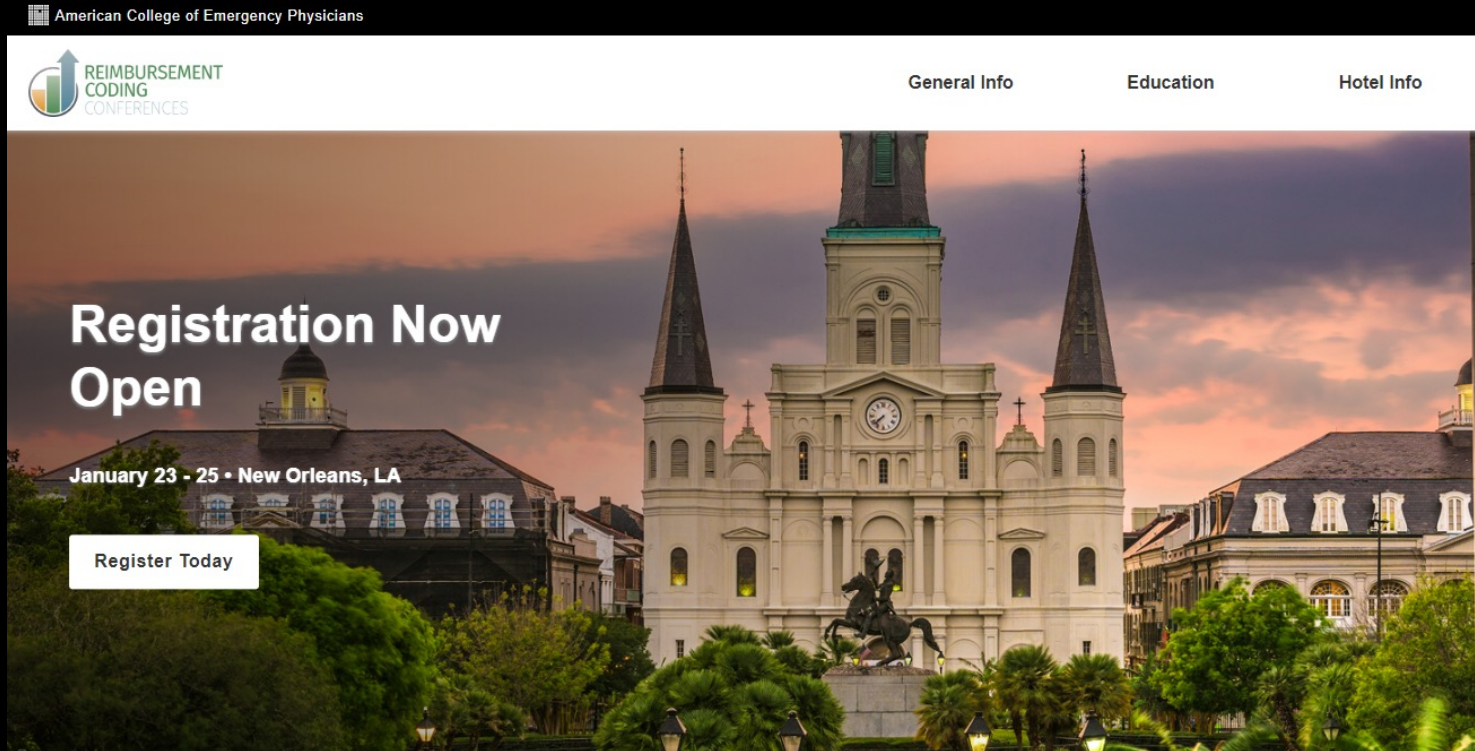 American College of Emergency Physicians
REIMBURSEMENT
CODING
CONFERENCES
General Info
Education
Hotel Info
Registration Now
Open
January 23 - 25 • New Orleans, LA
Register Today